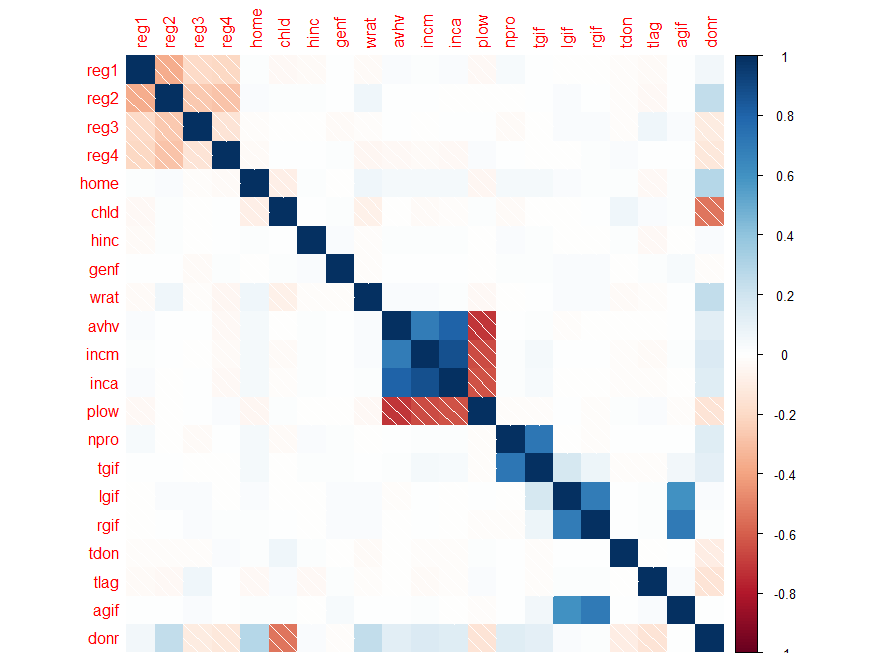 reg1 reg2 reg3 reg4 home chld hinc genf wrat avhv incm inca plow npro tgif lgif rgif tdon tlag agif donr
reg1
reg2
reg3
reg4
home
chld
hinc
genf
wrat
avhv
incm
inca
plow
npro
tgif
lgif
rgif
tdon
tlag
agif
donr
1
0.8
0.6
0.4
0.2
0
-0.2
-0.4
-0.6
-0.8
-1